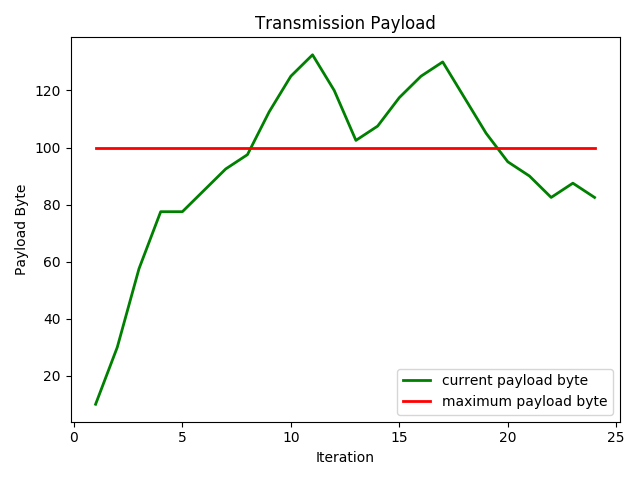 Transmission Payload
Payload Byte
120
100
80
60
40
20
0
5
10
15
20
25
Iteration
current payload byte
maximum payload byte